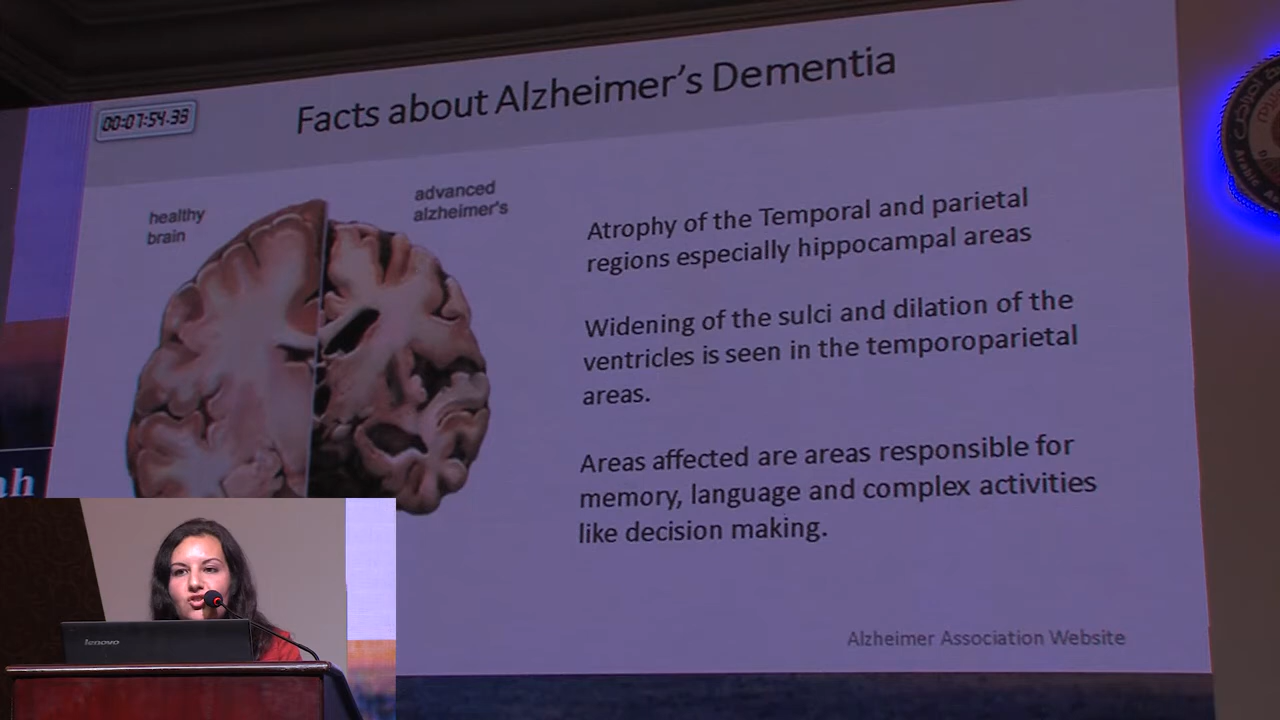 Facts about Alzheimer's Dementia
00:07:54.38
healthy
brain
advanced
alzheimer's
Atrophy of the Temporal and parietal
regions especially hippocampal areas
Widening of the sulci and dilation of the
ventricles is seen in the temporoparietal
areas.
Areas affected are areas responsible for
memory, language and complex activities
like decision making.
Alzheimer Association Website
ah
lenovo